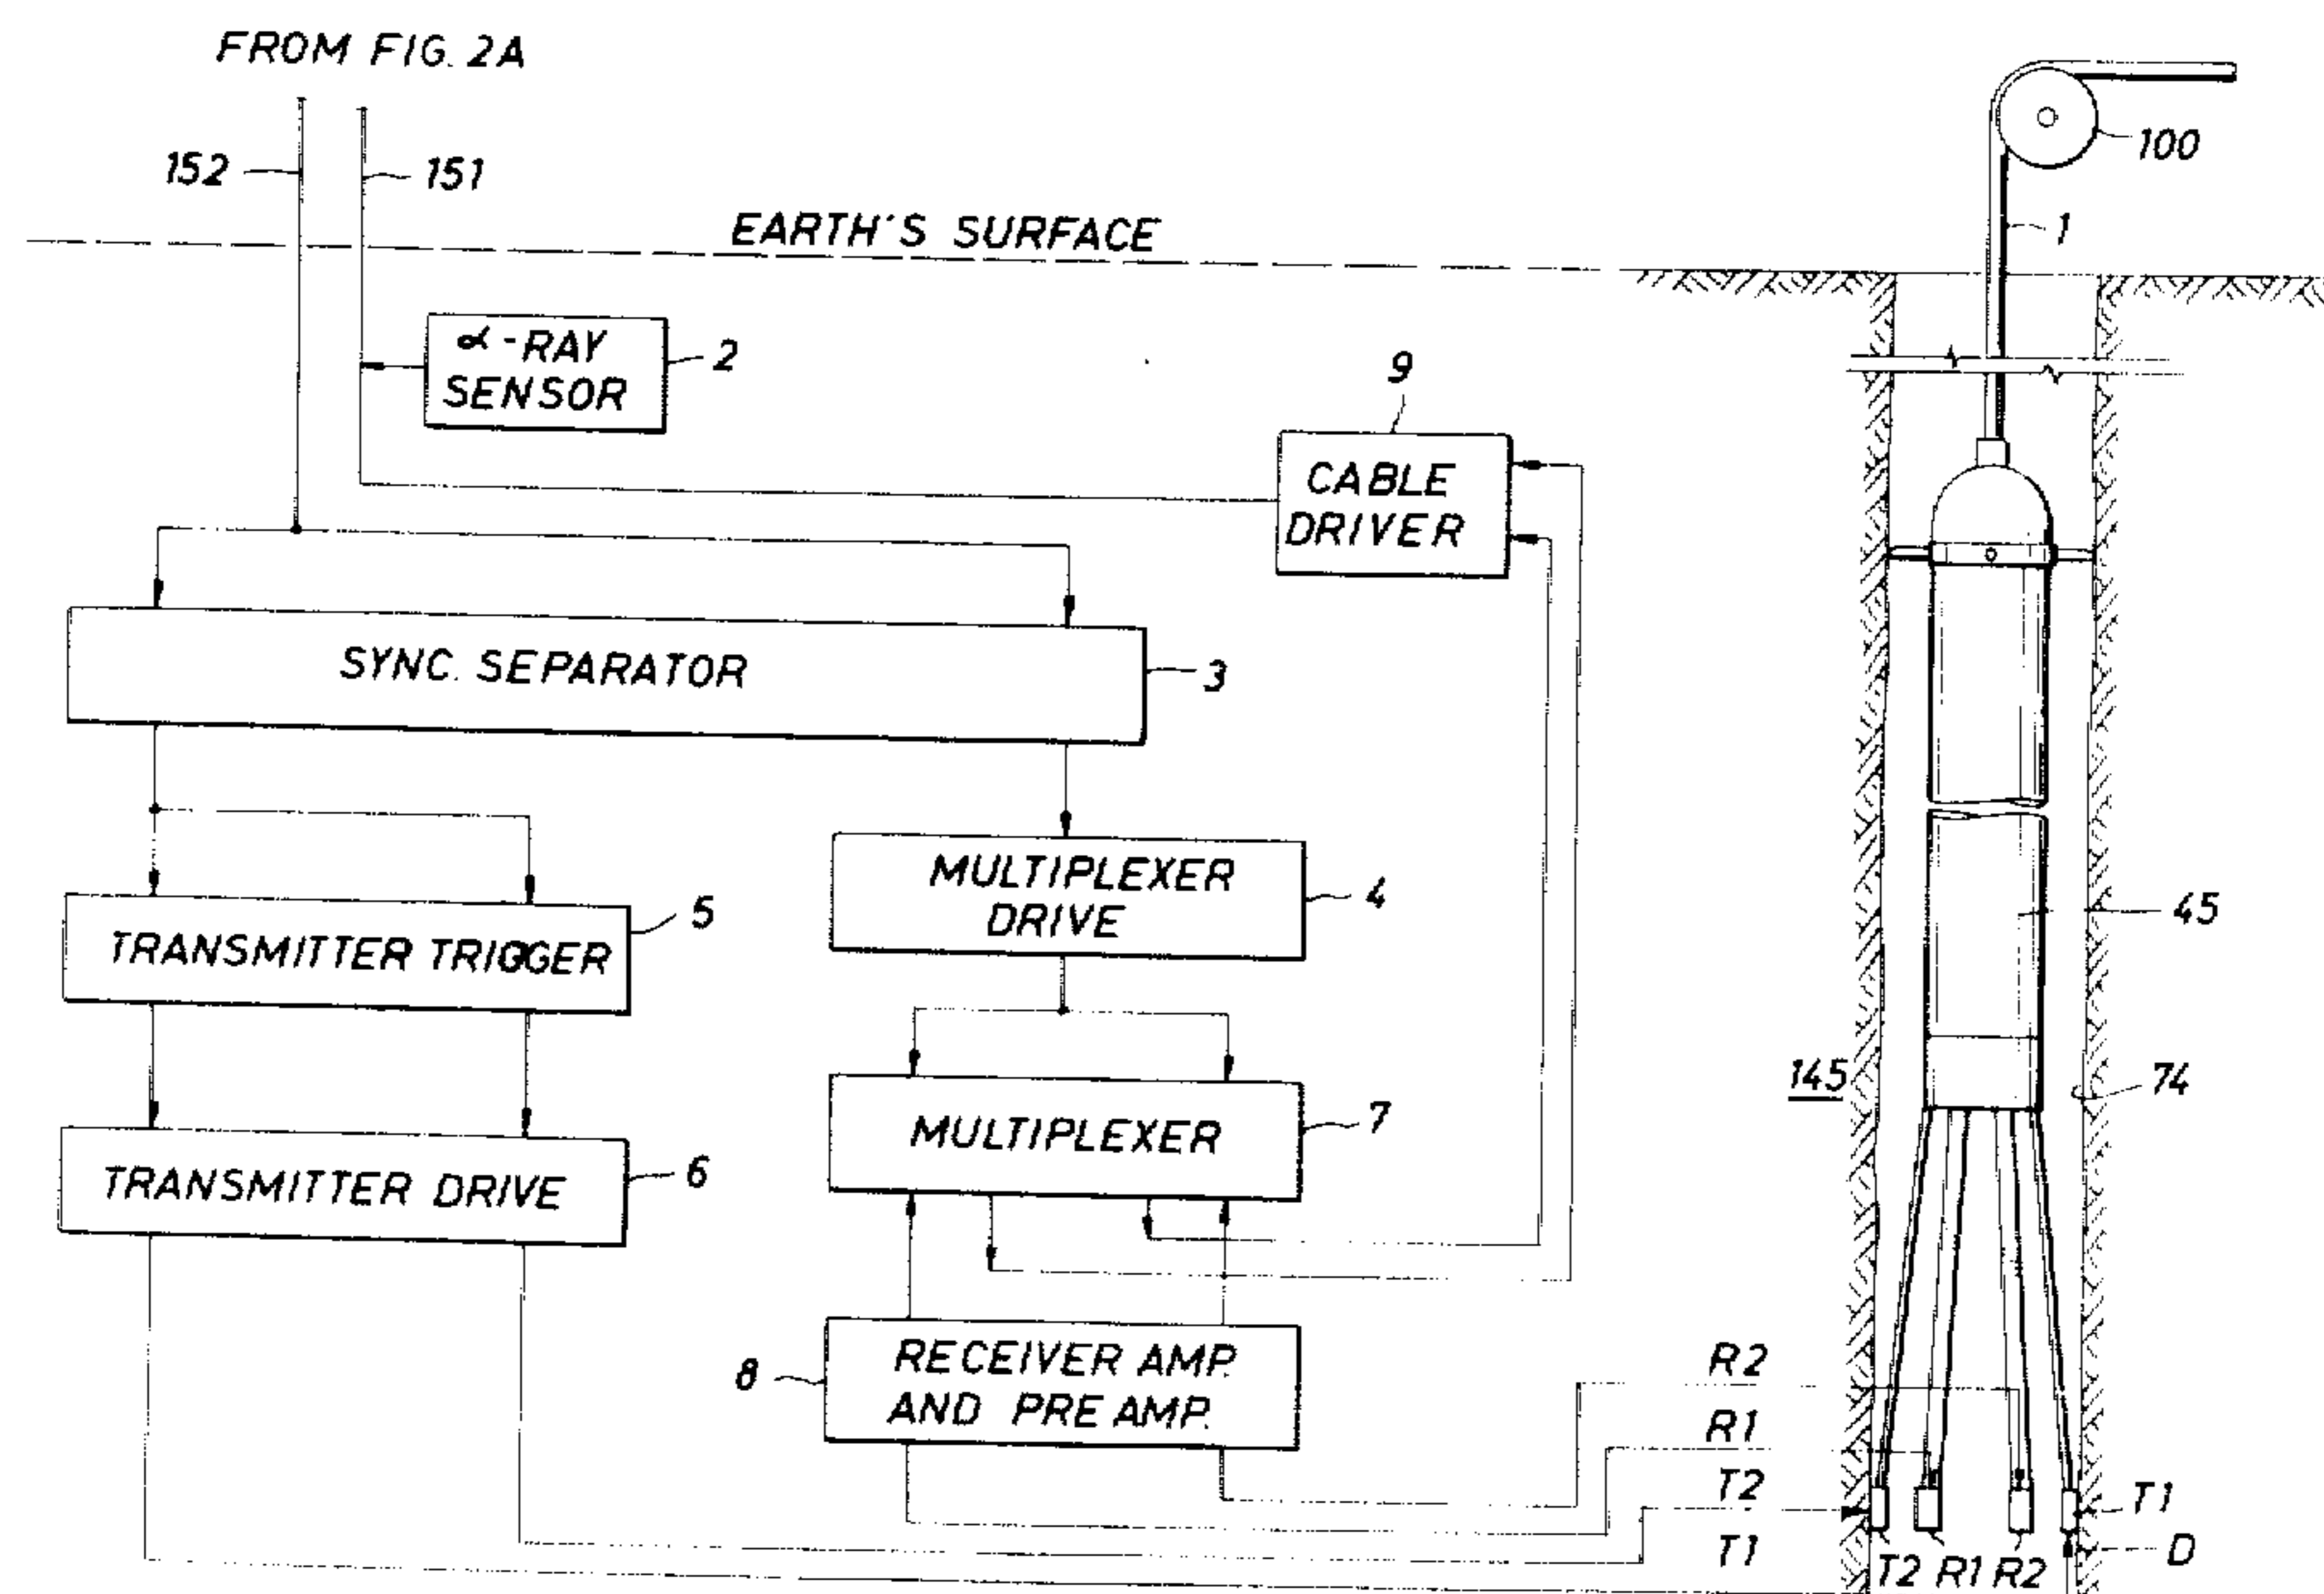 FROM FIG. 2A
152
151
100
EARTH'S SURFACE
1
α-RAY
SENSOR
2
9
CABLE
DRIVER
SYNC. SEPARATOR
3
MULTIPLEXER
DRIVE
4
5
TRANSMITTER TRIGGER
45
145
74
MULTIPLEXER
7
TRANSMITTER DRIVE
6
8
RECEIVER AMP.
AND PRE AMP.
R2
R1
T2
T1
T1
D
T2 R1 R2